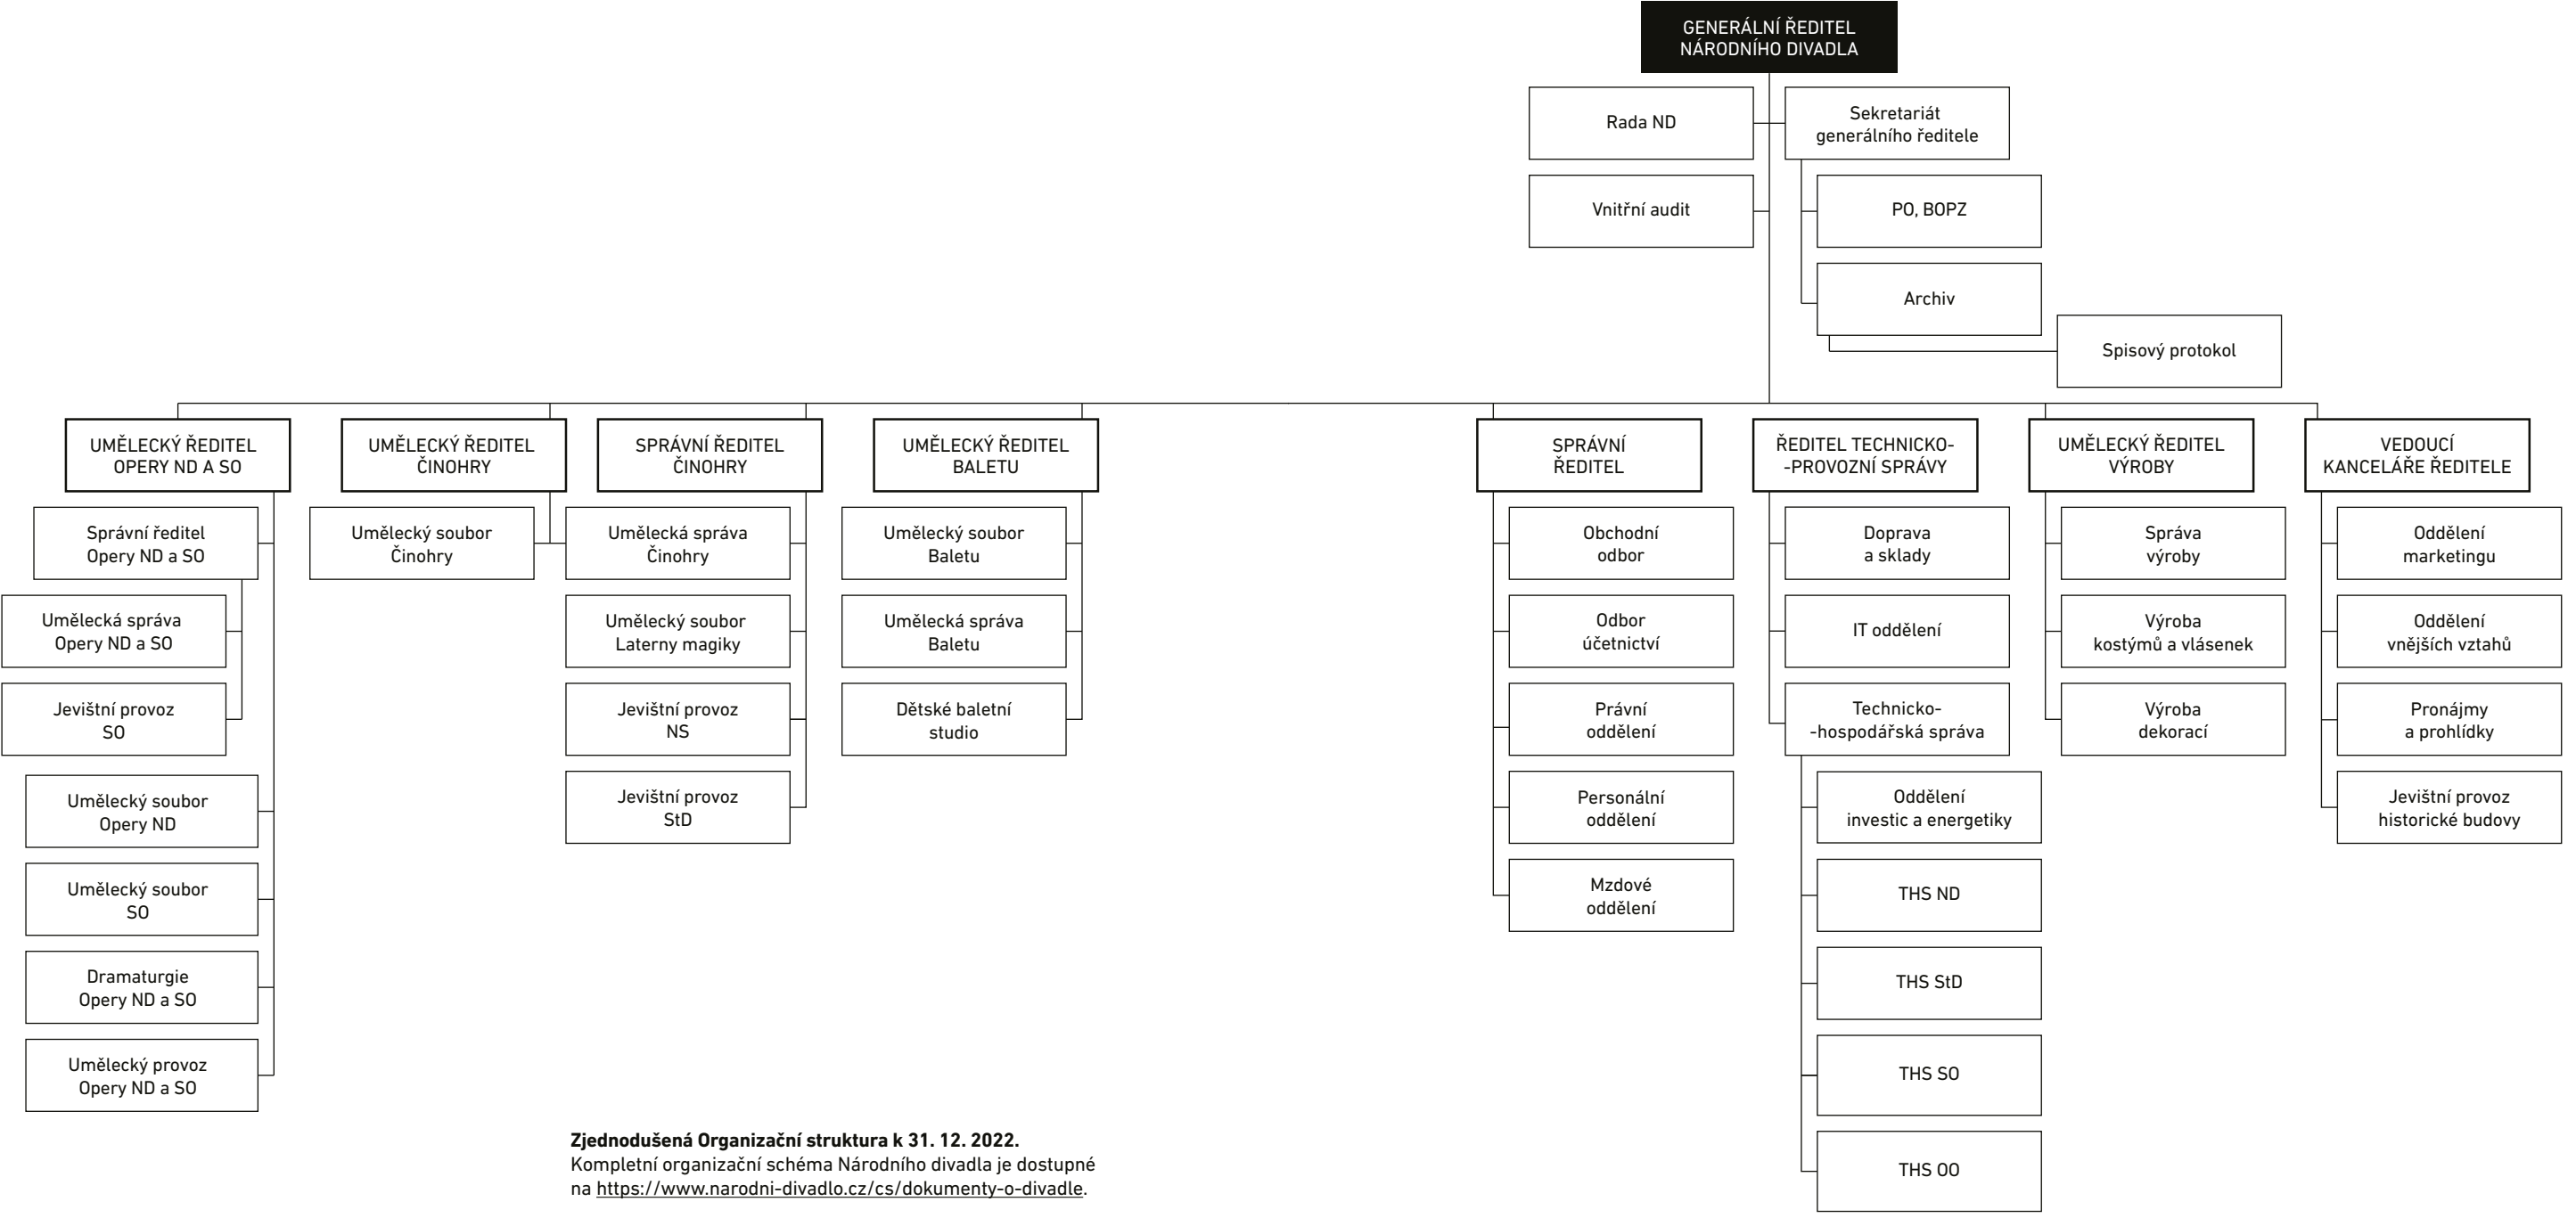 GENERÁLNÍ ŘEDITEL
NÁRODNÍHO DIVADLA
Rada ND
Sekretariát
generálního ředitele
Vnitřní audit
PO, BOPZ
Archiv
Spisový protokol
UMĚLECKÝ ŘEDITEL
OPERY ND A SO
Správní ředitel
Opery ND a SO
Umělecká správa
Opery ND a SO
Jevištní provoz
SO
Umělecký soubor
Opery ND
Umělecký soubor
SO
Dramaturgie
Opery ND a SO
Umělecký provoz
Opery ND a SO
UMĚLECKÝ ŘEDITEL
ČINOHRY
Umělecký soubor
Činohry
SPRÁVNÍ ŘEDITEL
ČINOHRY
Umělecká správa
Činohry
Umělecký soubor
Laterny magiky
Jevištní provoz
NS
Jevištní provoz
StD
UMĚLECKÝ ŘEDITEL
BALETU
Umělecký soubor
Baletu
Umělecká správa
Baletu
Dětské baletní
studio
SPRÁVNÍ
ŘEDITEL
Obchodní
odbor
Odbor
účetnictví
Právní
oddělení
Personální
oddělení
Mzdové
oddělení
ŘEDITEL TECHNICKO-
-PROVOZNÍ SPRÁVY
Doprava
a sklady
IT oddělení
Technicko-
-hospodářská správa
Oddělení
investic a energetiky
THS ND
THS StD
THS SO
THS OO
UMĚLECKÝ ŘEDITEL
VÝROBY
Správa
výroby
Výroba
kostýmů a vlásenek
Výroba
dekorací
VEDOUCÍ
KANCELÁŘE ŘEDITELE
Oddělení
marketingu
Oddělení
vnějších vztahů
Pronájmy
a prohlídky
Jevištní provoz
historické budovy
Zjednodušená Organizační struktura k 31. 12. 2022.
Kompletní organizační schéma Národního divadla je dostupné
na https://www.narodni-divadlo.cz/cs/dokumenty-o-divadle.